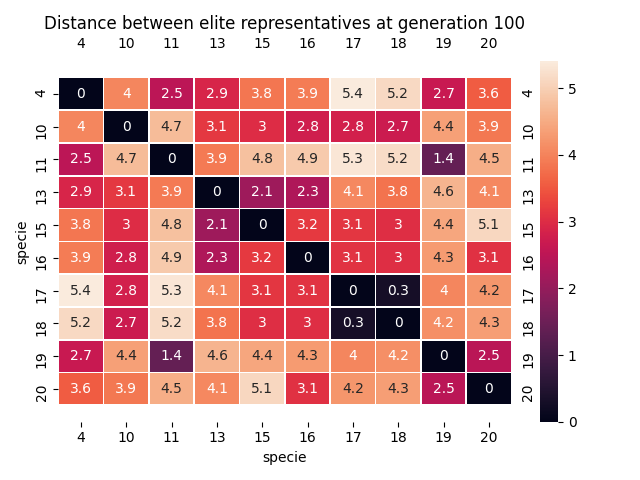 Distance between elite representatives at generation 100
4 10 11 13 15 16 17 18 19 20
4 0 4 2.5 2.9 3.8 3.9 5.4 5.2 2.7 3.6 4
10 4 0 4.7 3.1 3 2.8 2.8 2.7 4.4 3.9 10
11 2.5 4.7 0 3.9 4.8 4.9 5.3 5.2 1.4 4.5 11
13 2.9 3.1 3.9 0 2.1 2.3 4.1 3.8 4.6 4.1 13
15 3.8 3 4.8 2.1 0 3.2 3.1 3 4.4 5.1 15
16 3.9 2.8 4.9 2.3 3.2 0 3.1 3 4.3 3.1 16
17 5.4 2.8 5.3 4.1 3.1 3.1 0 0.3 4 4.2 17
18 5.2 2.7 5.2 3.8 3 3 0.3 0 4.2 4.3 18
19 2.7 4.4 1.4 4.6 4.4 4.3 4 4.2 0 2.5 19
20 3.6 3.9 4.5 4.1 5.1 3.1 4.2 4.3 2.5 0 20
4 10 11 13 15 16 17 18 19 20
specie
specie
5
4
3
2
1
0